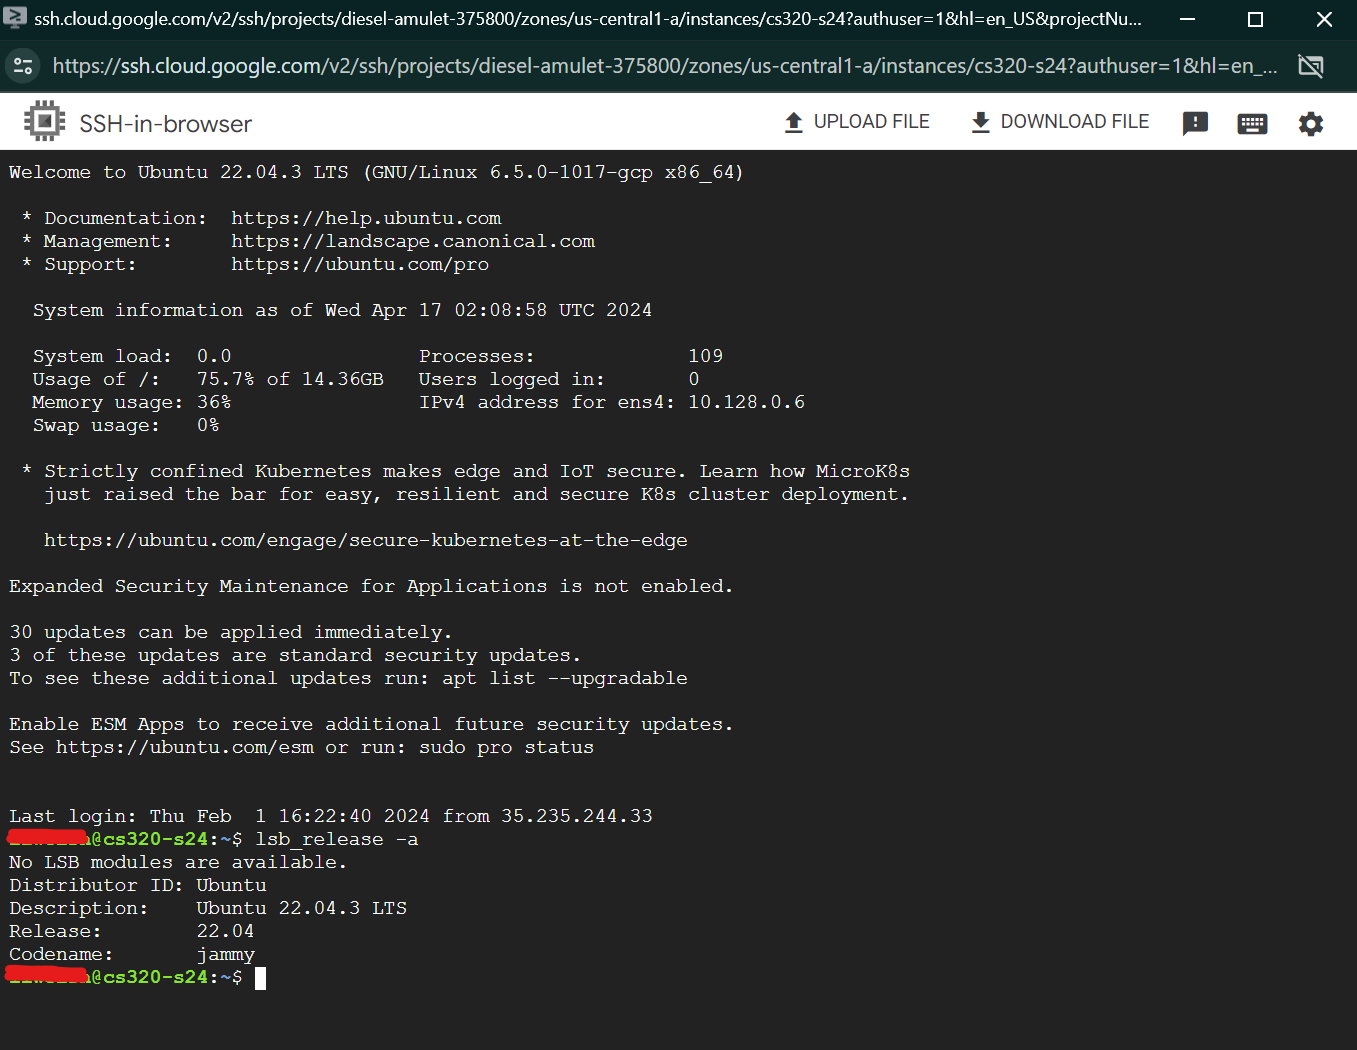 ssh.cloud.google.com/v2/ssh/projects/diesel-amulet-375800/zones/us-central1-a/instances/cs320-s24?authuser=1&hl=en_US&projectNu...
https://ssh.cloud.google.com/v2/ssh/projects/diesel-amulet-375800/zones/us-central1-a/instances/cs320-s24?authuser=1&hl=en_...
SSH-in-browser UPLOAD FILE DOWNLOAD FILE
Welcome to Ubuntu 22.04.3 LTS (GNU/Linux 6.5.0-1017-gcp x86_64)
* Documentation: https://help.ubuntu.com
* Management: https://landscape.canonical.com
* Support: https://ubuntu.com/pro
System information as of Wed Apr 17 02:08:58 UTC 2024
System load: 0.0 Processes: 109
Usage of /: 75.7% of 14.36GB Users logged in: 0
Memory usage: 36% IPv4 address for ens4: 10.128.0.6
Swap usage: 0%
* Strictly confined Kubernetes makes edge and IoT secure. Learn how MicroK8s
just raised the bar for easy, resilient and secure K8s cluster deployment.
https://ubuntu.com/engage/secure-kubernetes-at-the-edge
Expanded Security Maintenance for Applications is not enabled.
30 updates can be applied immediately.
3 of these updates are standard security updates.
To see these additional updates run: apt list --upgradable
Enable ESM Apps to receive additional future security updates.
See https://ubuntu.com/esm or run: sudo pro status
Last login: Thu Feb  1 16:22:40 2024 from 35.235.244.33
@cs320-s24:~$ lsb_release -a
No LSB modules are available.
Distributor ID: Ubuntu
Description: Ubuntu 22.04.3 LTS
Release: 22.04
Codename: jammy
@cs320-s24:~$